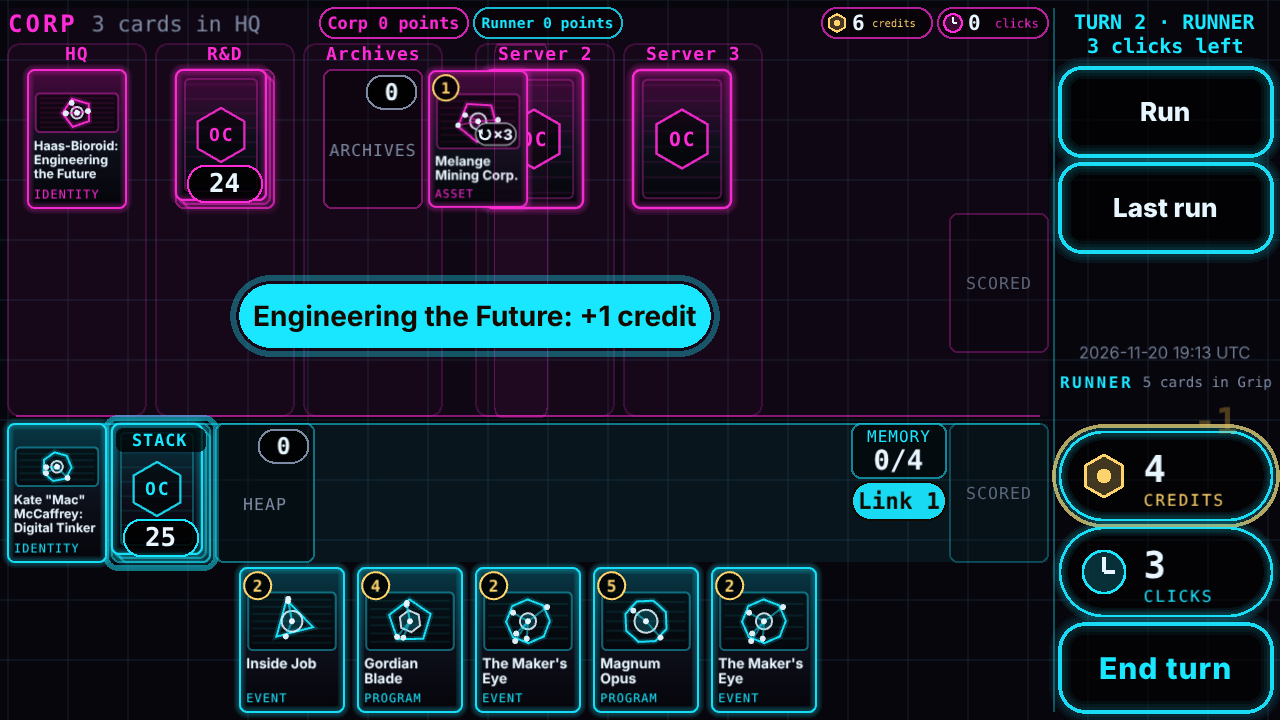 CORP 3 cards in HQ
Corp 0 points
Runner 0 points
6 credits
0 clicks
TURN 2 · RUNNER
3 clicks left
HQ
R&D
Archives
Server 2
Server 3
Run
Last run
Haas-Bioroid:
Engineering
the Future
IDENTITY
OC
24
0
ARCHIVES
1
×3
Melange
Mining Corp.
ASSET
OC
OC
SCORED
Engineering the Future: +1 credit
2026-11-20 19:13 UTC
RUNNER 5 cards in Grip
-1
4
CREDITS
3
CLICKS
End turn
Kate "Mac"
McCaffrey:
Digital Tinker
IDENTITY
STACK
OC
25
0
HEAP
MEMORY
0/4
Link 1
SCORED
2
Inside Job
EVENT
4
Gordian
Blade
PROGRAM
2
The Maker's
Eye
EVENT
5
Magnum
Opus
PROGRAM
2
The Maker's
Eye
EVENT